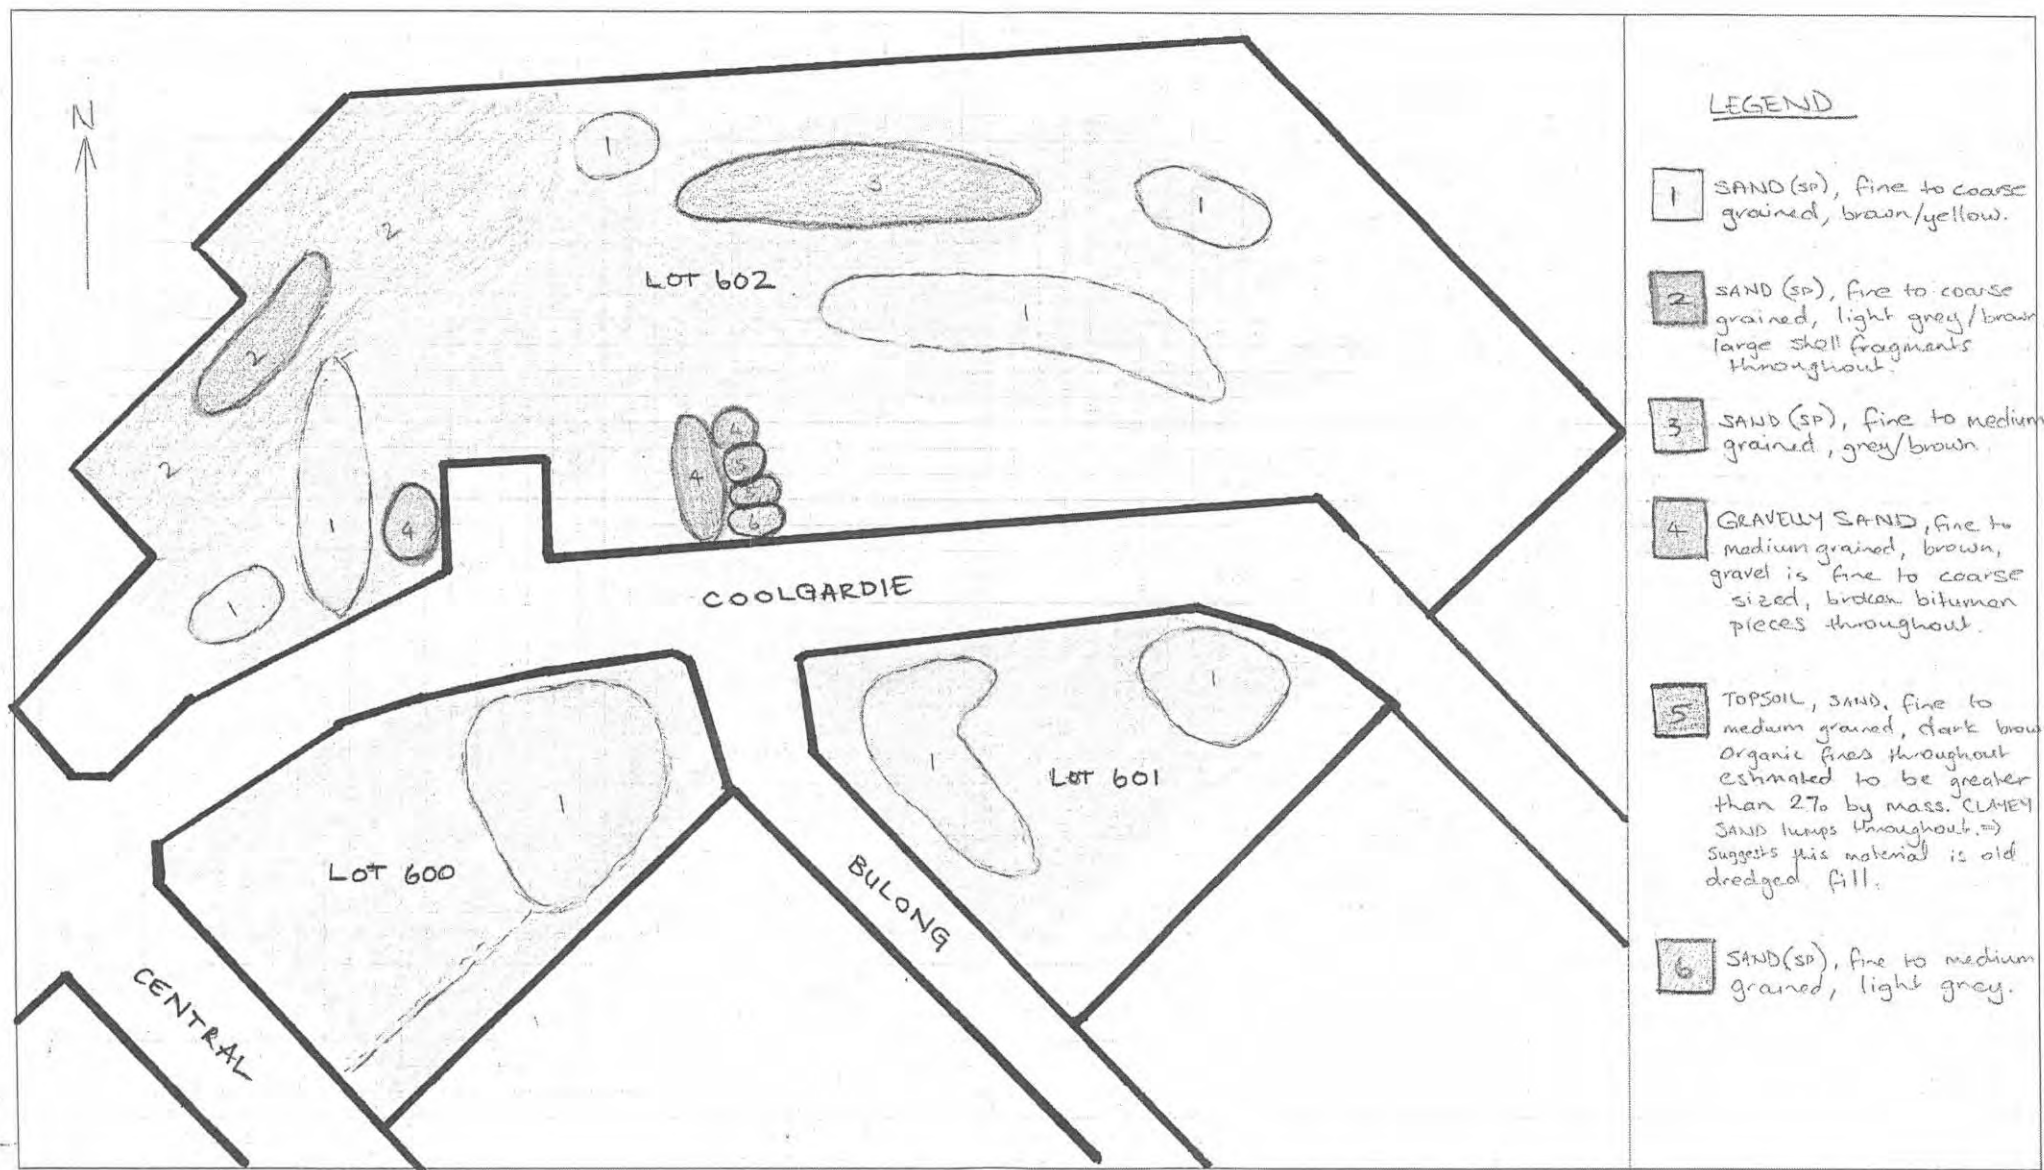 N
1
3
1
2
LOT 602
1
2
4
4
5
2
1
4
6
1
COOLGARDIE
1
1
1
LOT 601
1
LOT 600
BULONG
CENTRAL
LEGEND
1 SAND (SP), fine to coarse
grained, brown/yellow.
2 SAND (SP), fine to coarse
grained, light grey/brown
large shell fragments
throughout.
3 SAND (SP), fine to medium
grained, grey/brown.
4 GRAVELLY SAND, fine to
medium grained, brown,
gravel is fine to coarse
sized, broken bitumen
pieces throughout.
5 TOPSOIL, SAND, fine to
medium grained, dark brow
organic fines throughout
estimated to be greater
than 2% by mass. CLAYEY
SAND lumps throughout. ⇒
suggests this material is old
dredged fill.
6 SAND (SP), fine to medium
grained, light grey.